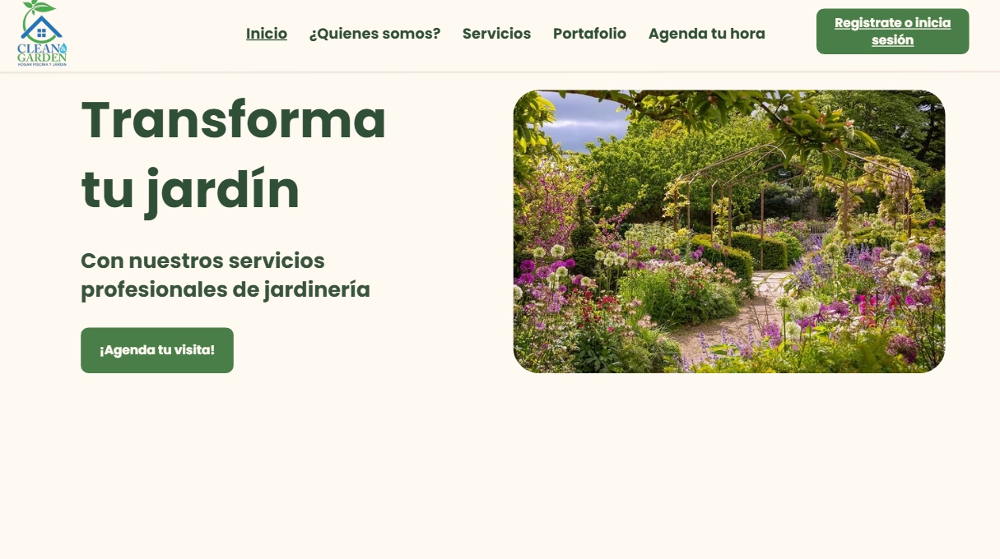 CLEAN&
GARDEN
HOGAR PISCINA Y JARDIN
Inicio
¿Quienes somos?
Servicios
Portafolio
Agenda tu hora
Registrate o inicia
sesión
Transforma
tu jardín
Con nuestros servicios
profesionales de jardinería
¡Agenda tu visita!